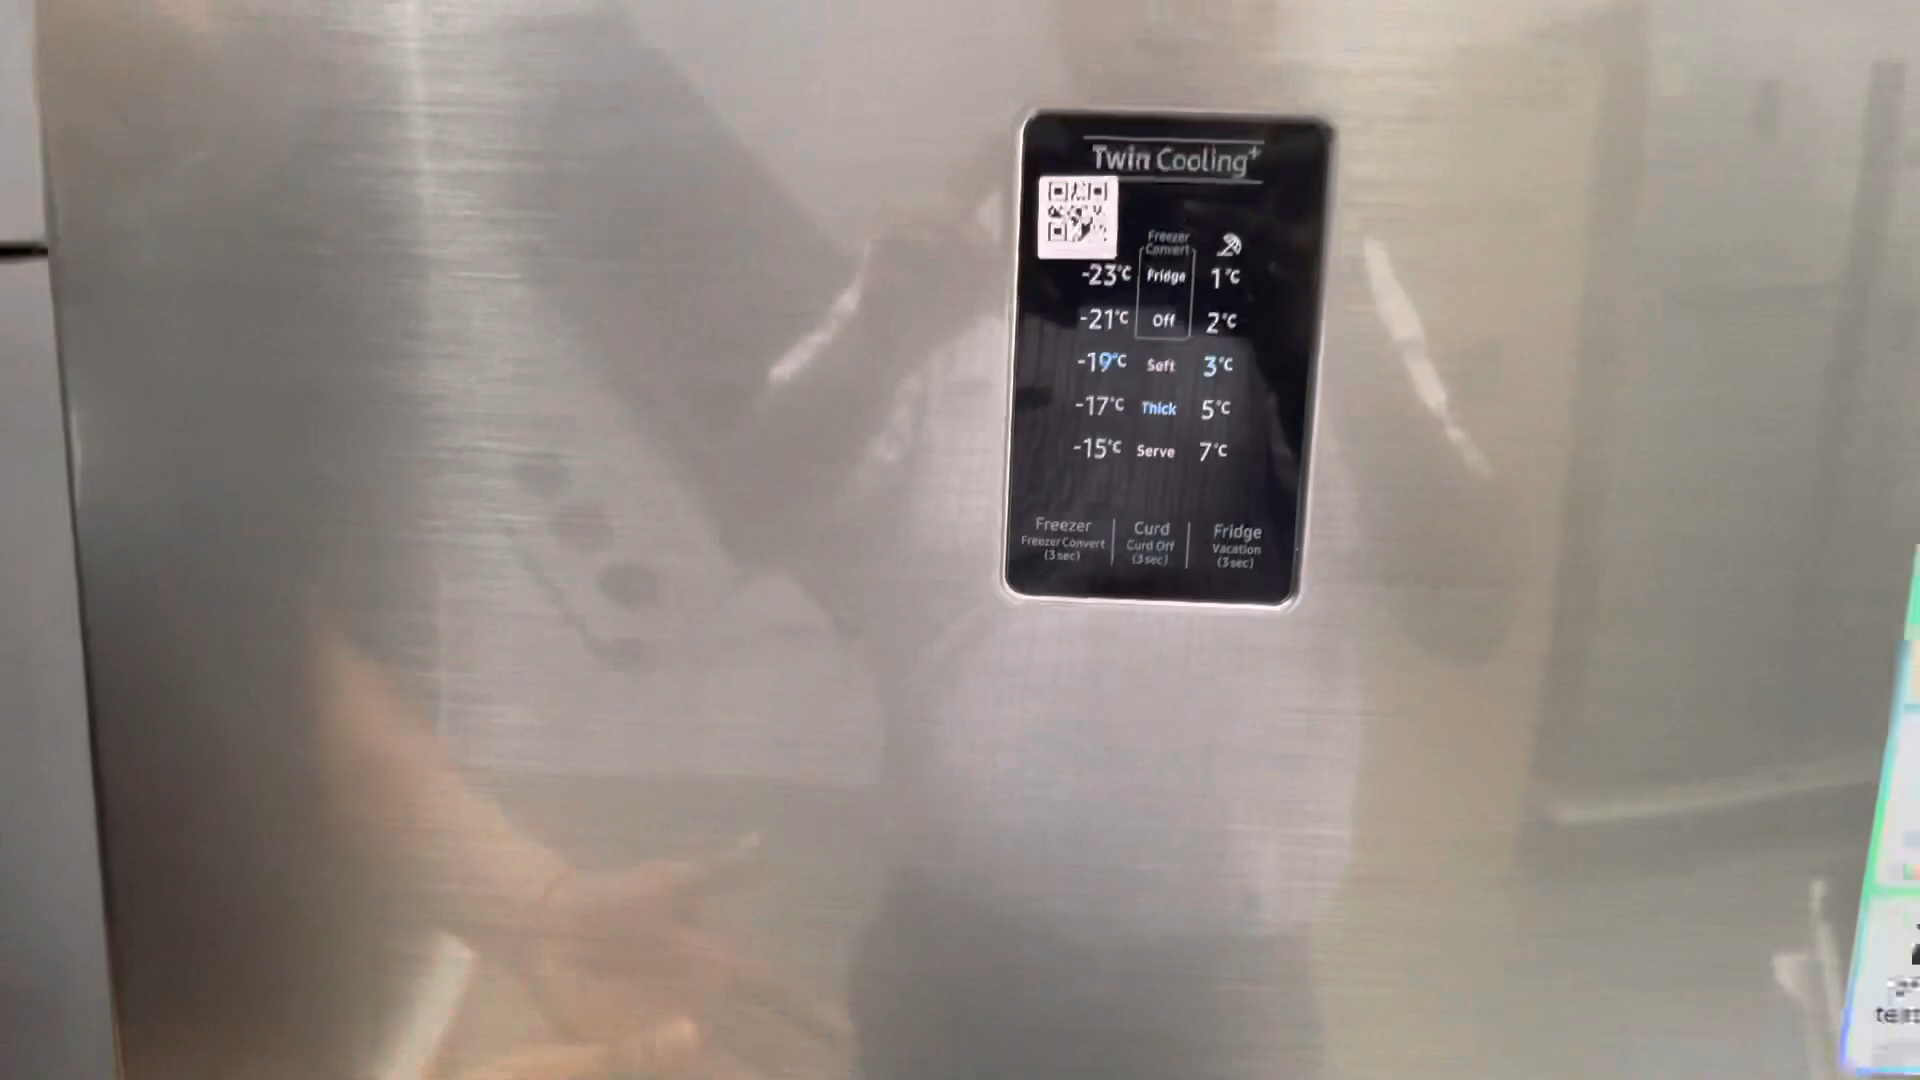 Twin Cooling+
Freezer
Convert
-23°C Fridge 1°C
-21°C Off 2°C
-19°C Soft 3°C
-17°C Thick 5°C
-15°C Serve 7°C
Freezer Curd Fridge
Freezer Convert Curd Off Vacation
(3 sec) (3 sec) (3 sec)